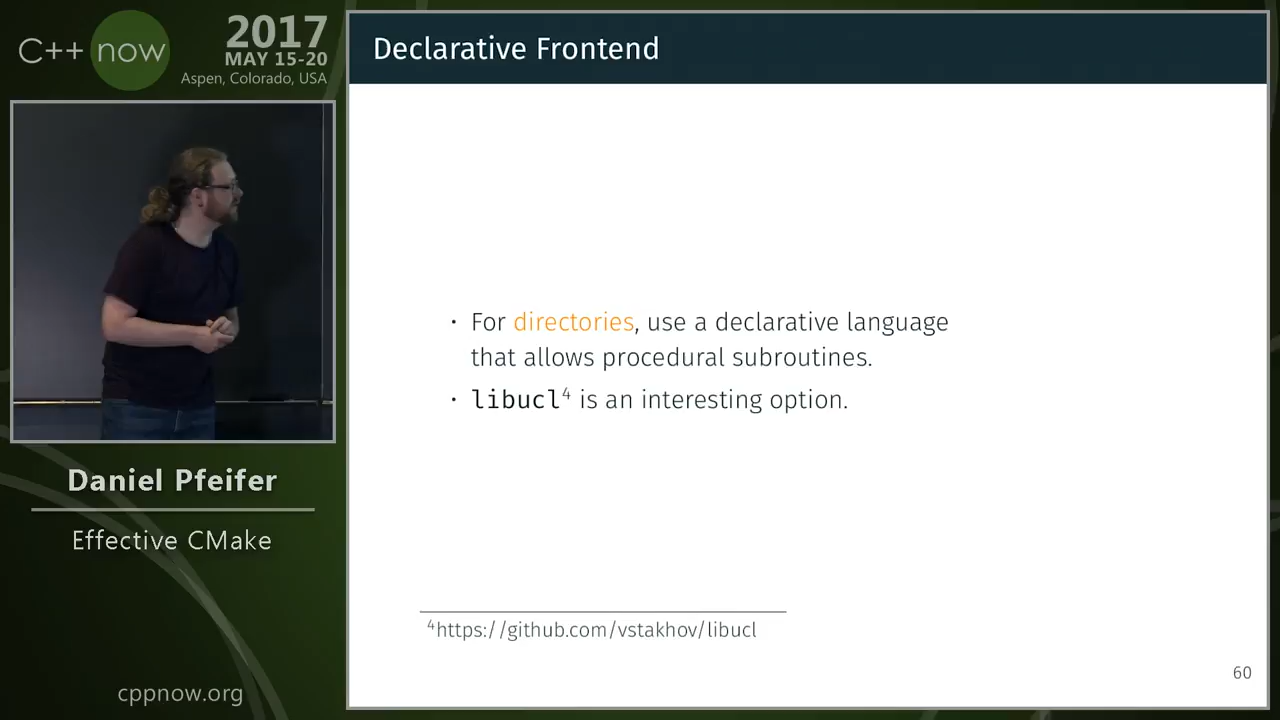 C++ now
2017
MAY 15-20
Aspen, Colorado, USA
Daniel Pfeifer
Effective CMake
cppnow.org
Declarative Frontend
· For directories, use a declarative language
that allows procedural subroutines.
· libucl⁴ is an interesting option.
⁴https://github.com/vstakhov/libucl
60